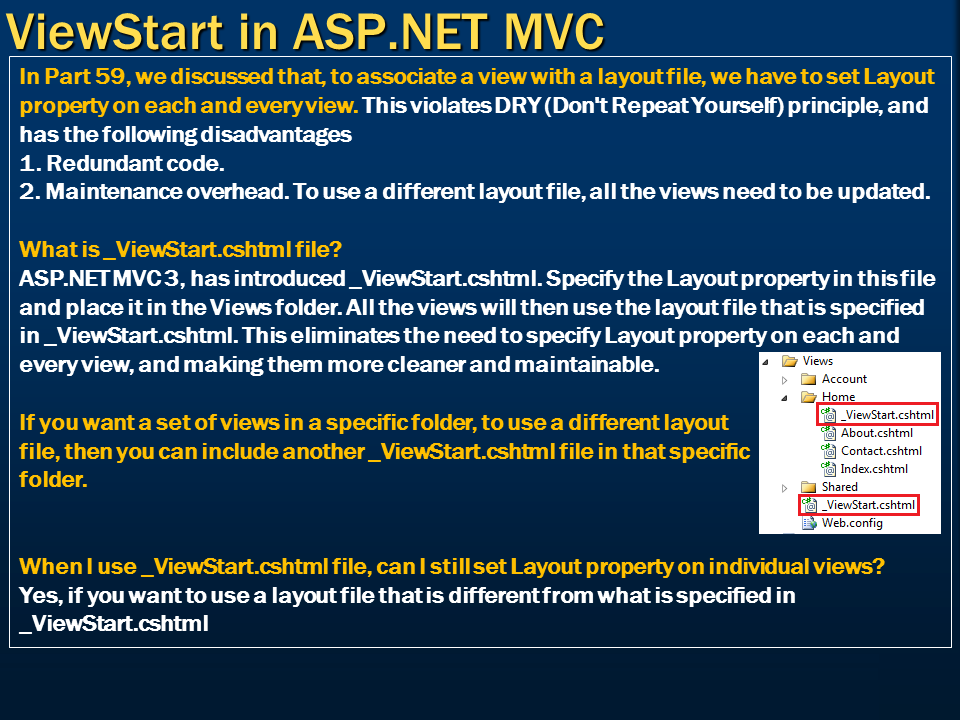 ViewStart in ASP.NET MVC
In Part 59, we discussed that, to associate a view with a layout file, we have to set Layout
property on each and every view. This violates DRY (Don't Repeat Yourself) principle, and
has the following disadvantages
1. Redundant code.
2. Maintenance overhead. To use a different layout file, all the views need to be updated.
What is _ViewStart.cshtml file?
ASP.NET MVC 3, has introduced _ViewStart.cshtml. Specify the Layout property in this file
and place it in the Views folder. All the views will then use the layout file that is specified
in _ViewStart.cshtml. This eliminates the need to specify Layout property on each and
every view, and making them more cleaner and maintainable.
If you want a set of views in a specific folder, to use a different layout
file, then you can include another _ViewStart.cshtml file in that specific
folder.
Views
Account
Home
_ViewStart.cshtml
About.cshtml
Contact.cshtml
Index.cshtml
Shared
_ViewStart.cshtml
Web.config
When I use _ViewStart.cshtml file, can I still set Layout property on individual views?
Yes, if you want to use a layout file that is different from what is specified in
_ViewStart.cshtml